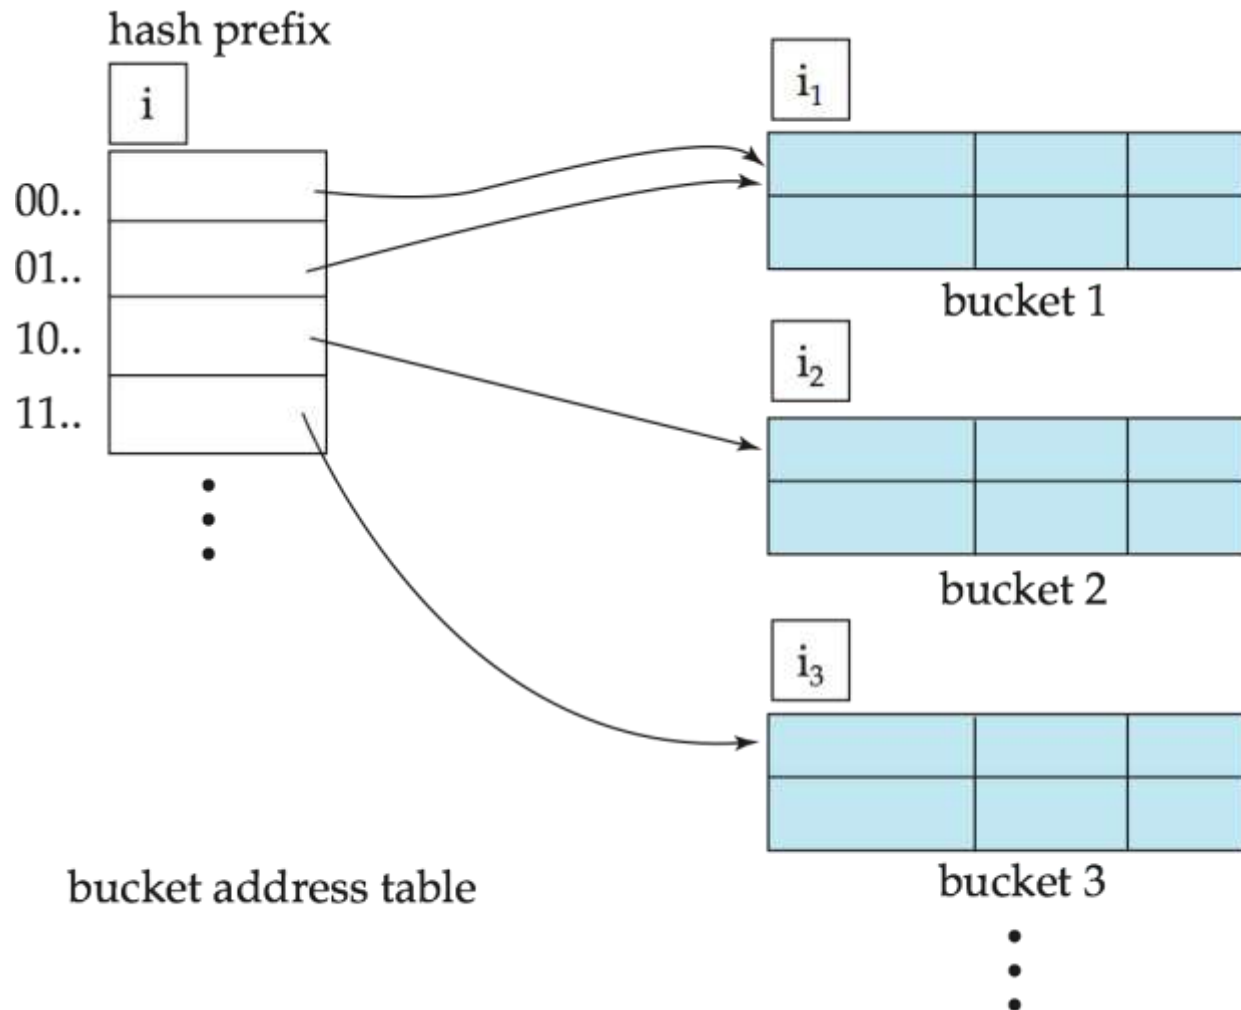 hash prefix
i
00..
01..
10..
11..
bucket address table
i₁
bucket 1
i₂
bucket 2
i₃
bucket 3